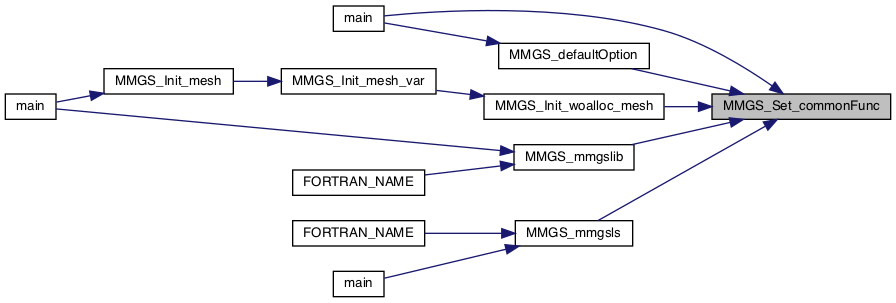 main
MMGS_defaultOption
MMGS_Init_mesh
MMGS_Init_mesh_var
main
MMGS_Init_woalloc_mesh
MMGS_Set_commonFunc
MMGS_mmgslib
FORTRAN_NAME
FORTRAN_NAME
MMGS_mmgsls
main